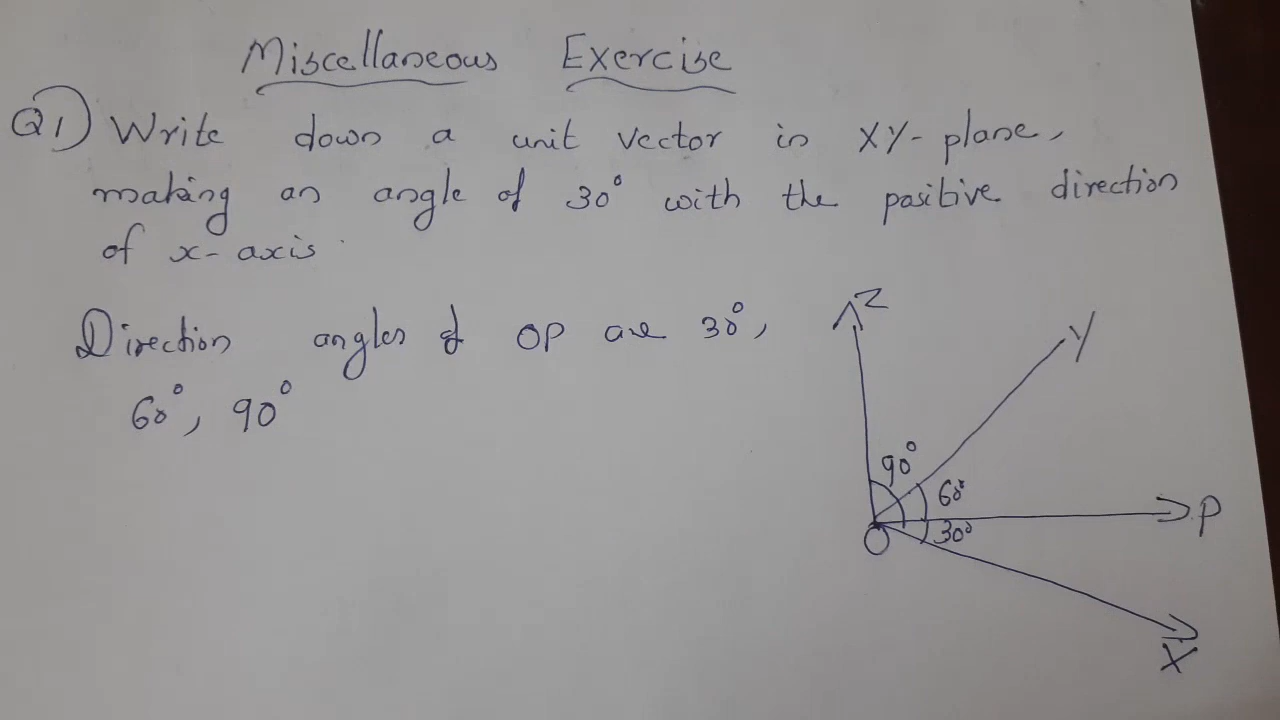 Miscellaneous Exercise
Q1) Write down a unit vector in XY-plane,
making an angle of 30° with the positive direction
of x-axis.
Direction angles of OP are 30°,
60°, 90°
Z
Y
90°
60°
P
30°
O
X